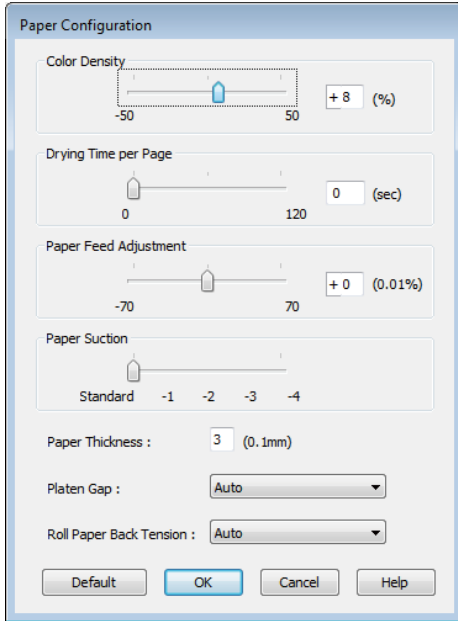 Paper Configuration
Color Density
+ 8 (%)
-50 50
Drying Time per Page
0 (sec)
0 120
Paper Feed Adjustment
+ 0 (0.01%)
-70 70
Paper Suction
Standard -1 -2 -3 -4
Paper Thickness : 3 (0.1mm)
Platen Gap : Auto
Roll Paper Back Tension : Auto
Default OK Cancel Help